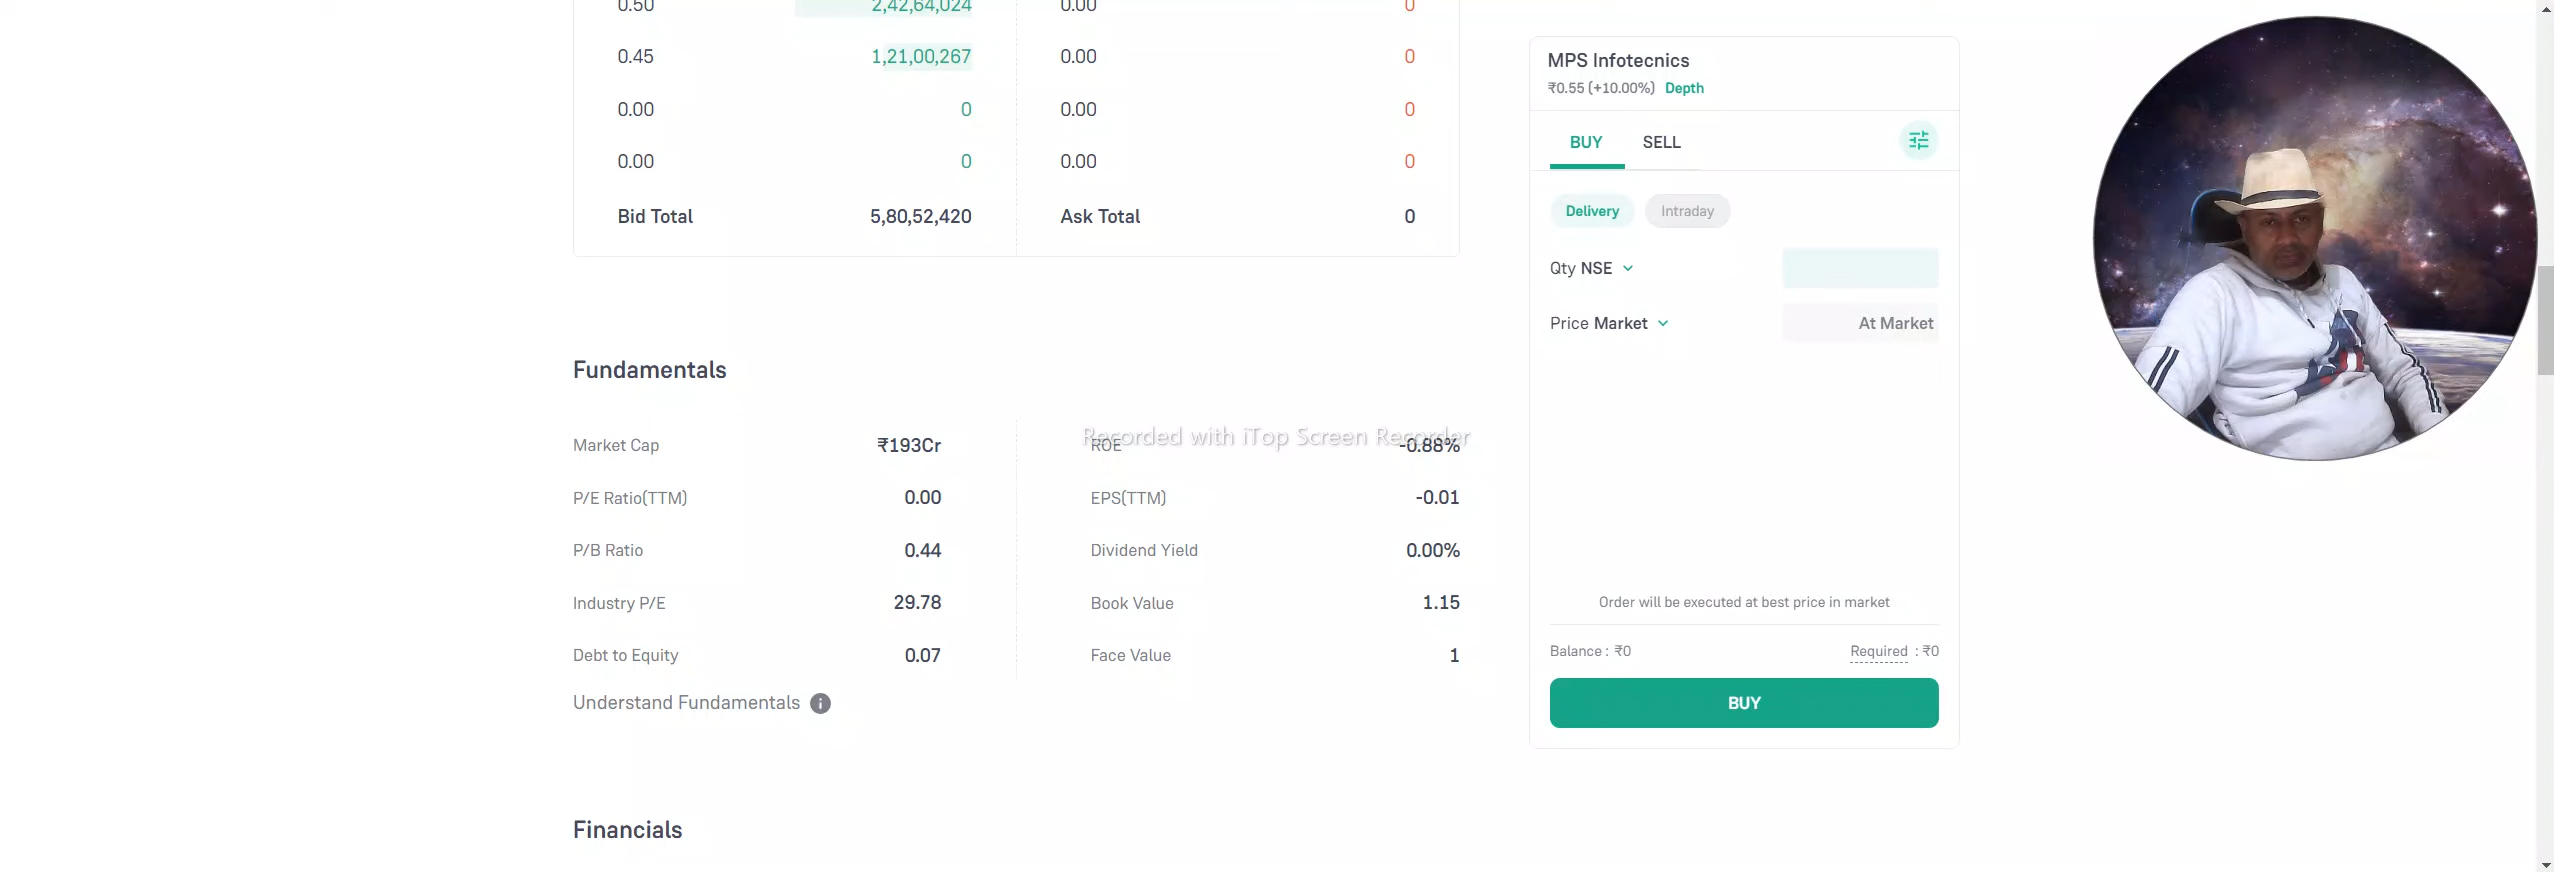 0.50 2,42,64,024 0.00 0
0.45 1,21,00,267 0.00 0
0.00 0 0.00 0
0.00 0 0.00 0
Bid Total 5,80,52,420 Ask Total 0
MPS Infotecnics
₹0.55 (+10.00%) Depth
BUY SELL
Delivery Intraday
Qty NSE
Price Market At Market
Order will be executed at best price in market
Balance : ₹0 Required : ₹0
BUY
Fundamentals
Recorded with iTop Screen Recorder
Market Cap ₹193Cr ROE -0.88%
P/E Ratio(TTM) 0.00 EPS(TTM) -0.01
P/B Ratio 0.44 Dividend Yield 0.00%
Industry P/E 29.78 Book Value 1.15
Debt to Equity 0.07 Face Value 1
Understand Fundamentals i
Financials